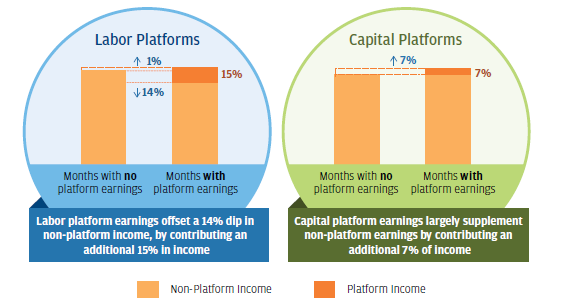 Labor Platforms
↑ 1%
15%
↓14%
Months with no
platform earnings
Months with
platform earnings
Labor platform earnings offset a 14% dip in
non-platform income, by contributing an
additional 15% in income
Capital Platforms
↑ 7%
7%
Months with no
platform earnings
Months with
platform earnings
Capital platform earnings largely supplement
non-platform earnings by contributing an
additional 7% of income
Non-Platform Income
Platform Income